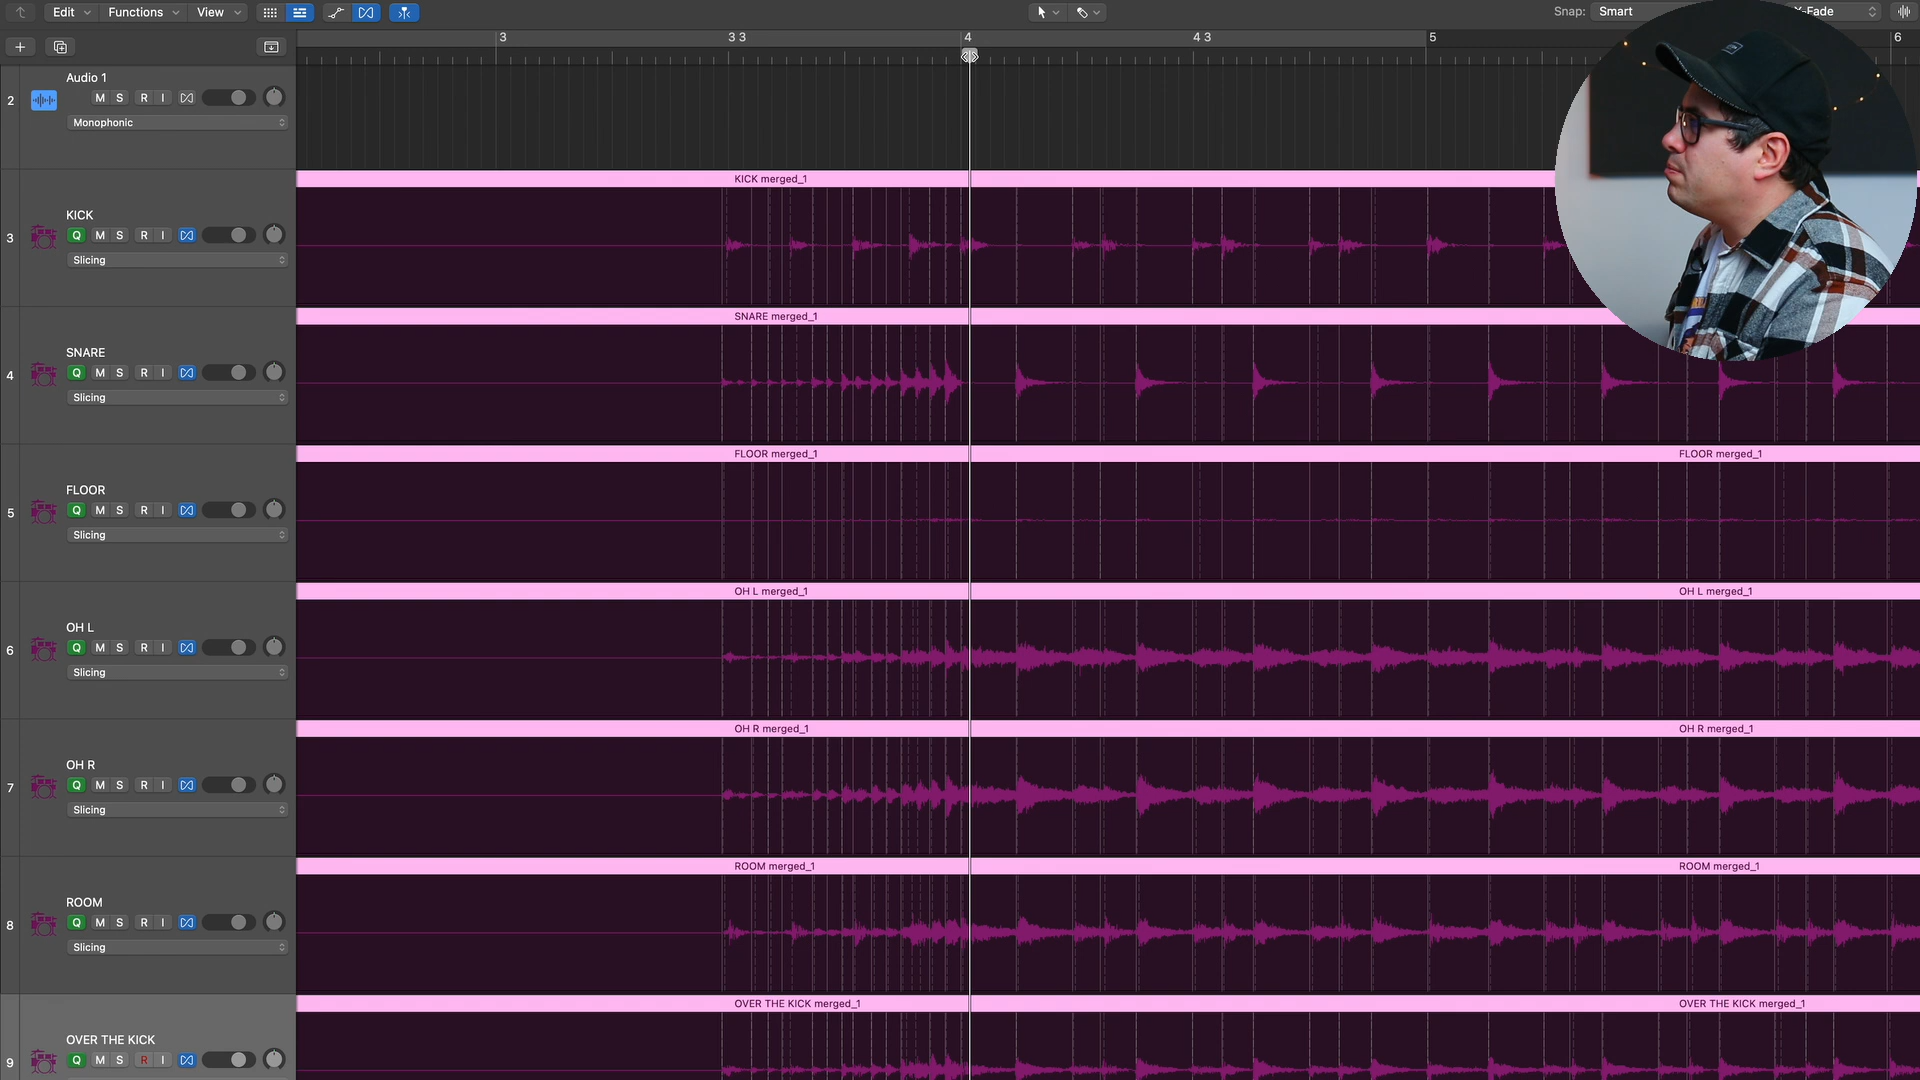 Edit Functions View Snap: Smart X-Fade
3 3 3 4 4 3 5 6
Audio 1
2 M S R I
Monophonic
KICK merged_1
KICK
3 Q M S R I
Slicing
SNARE merged_1
SNARE
4 Q M S R I
Slicing
FLOOR merged_1 FLOOR merged_1
FLOOR
5 Q M S R I
Slicing
OH L merged_1 OH L merged_1
OH L
6 Q M S R I
Slicing
OH R merged_1 OH R merged_1
OH R
7 Q M S R I
Slicing
ROOM merged_1 ROOM merged_1
ROOM
8 Q M S R I
Slicing
OVER THE KICK merged_1 OVER THE KICK merged_1
OVER THE KICK
9 Q M S R I